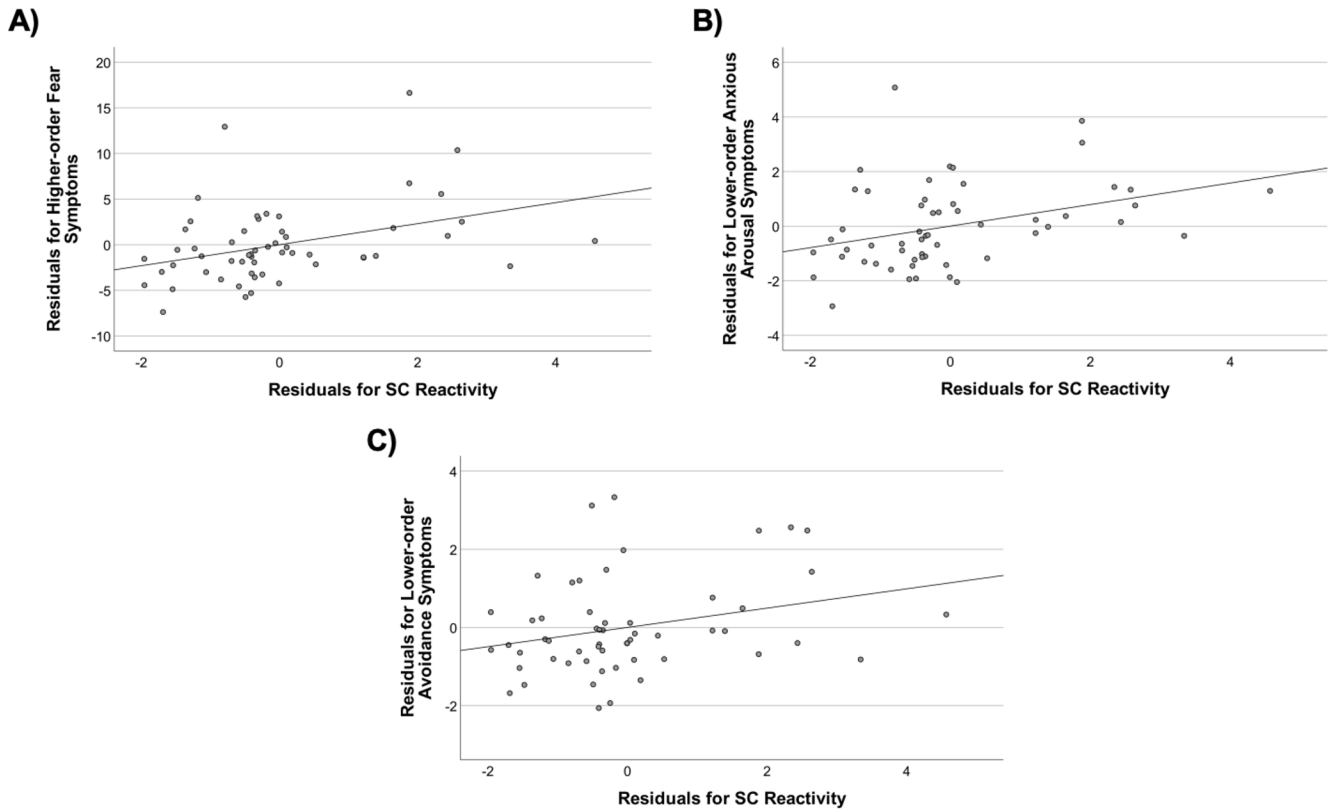 A)
Residuals for Higher-order Fear
Symptoms
20
15
10
5
0
-5
-10
-2
0
2
4
Residuals for SC Reactivity
B)
Residuals for Lower-order Anxious
Arousal Symptoms
6
4
2
0
-2
-4
-2
0
2
4
Residuals for SC Reactivity
C)
Residuals for Lower-order
Avoidance Symptoms
4
2
0
-2
-2
0
2
4
Residuals for SC Reactivity